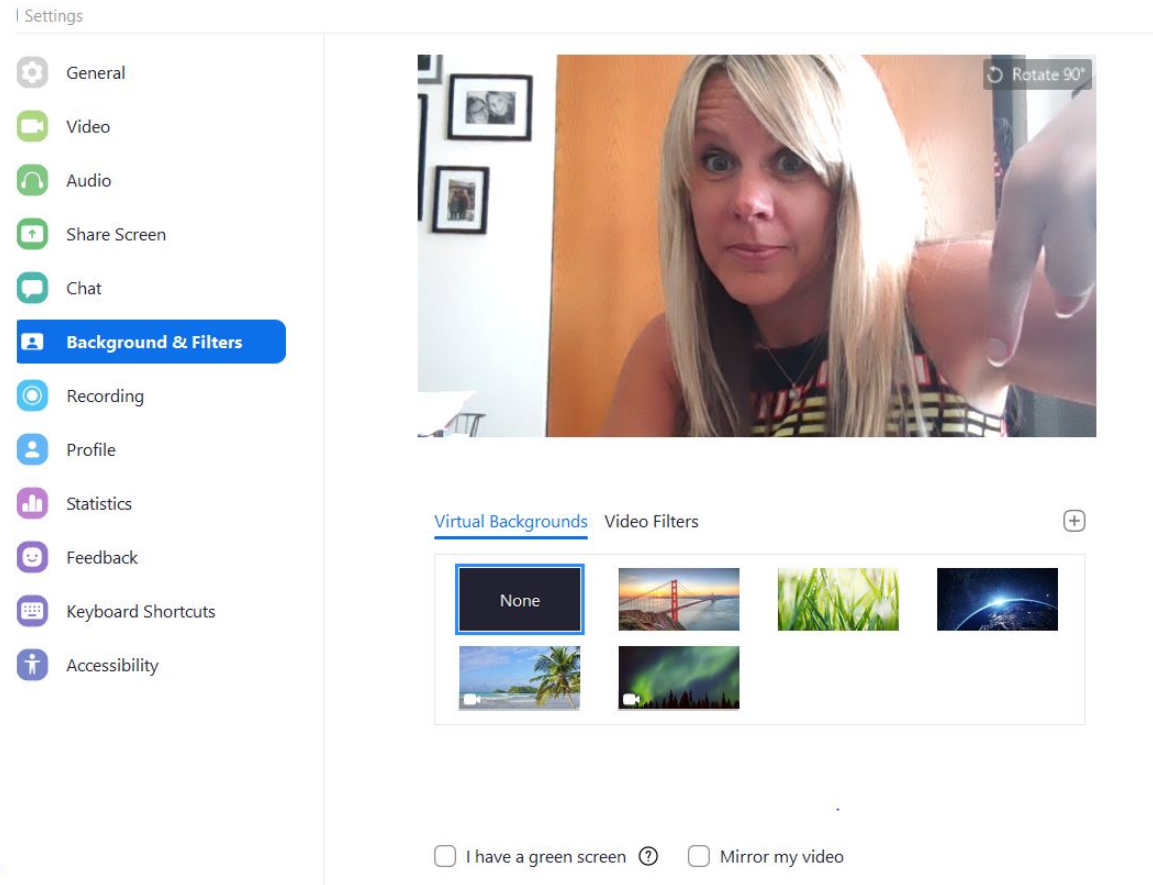 Settings
General
Video
Audio
Share Screen
Chat
Background & Filters
Recording
Profile
Statistics
Feedback
Keyboard Shortcuts
Accessibility
Rotate 90°
Virtual Backgrounds Video Filters
None
I have a green screen ? Mirror my video